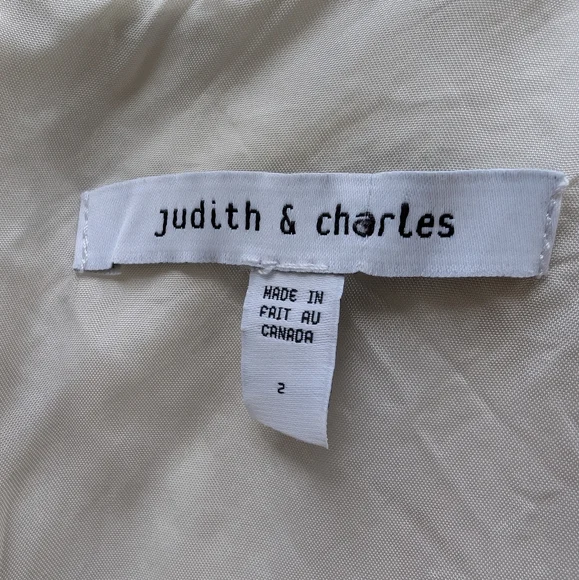 judith & charles
MADE IN
FAIT AU
CANADA
2